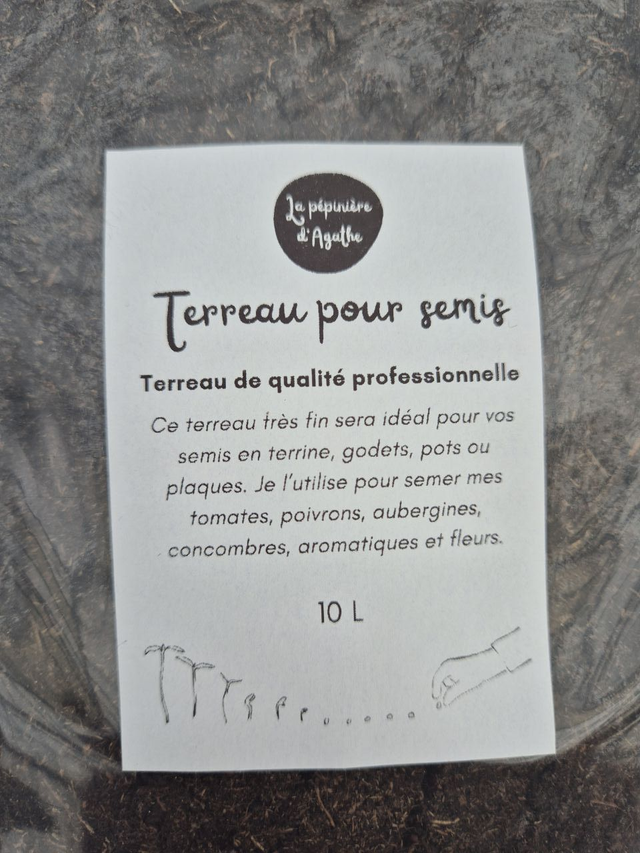 La pépinière
d'Agathe
Terreau pour semis
Terreau de qualité professionnelle
Ce terreau très fin sera idéal pour vos
semis en terrine, godets, pots ou
plaques. Je l'utilise pour semer mes
tomates, poivrons, aubergines,
concombres, aromatiques et fleurs.
10 L